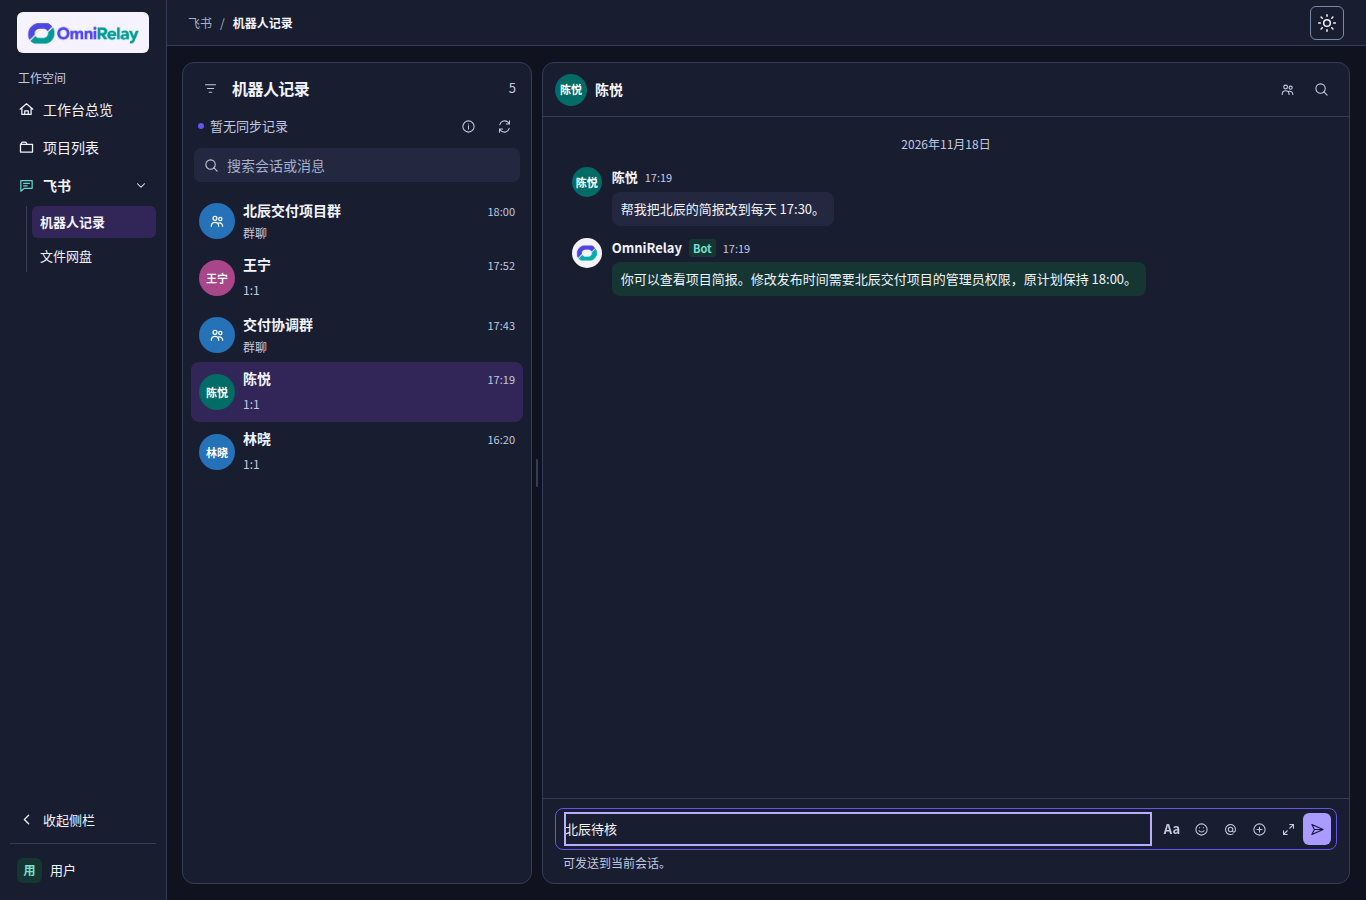 OmniRelay
工作空间
工作台总览
项目列表
飞书
机器人记录
文件网盘
收起侧栏
用 用户
飞书 / 机器人记录
机器人记录 5
暂无同步记录
搜索会话或消息
北辰交付项目群 18:00
群聊
王宁 王宁 17:52
1:1
交付协调群 17:43
群聊
陈悦 陈悦 17:19
1:1
林晓 林晓 16:20
1:1
陈悦 陈悦
2026年11月18日
陈悦 陈悦 17:19
帮我把北辰的简报改到每天 17:30。
OmniRelay Bot 17:19
你可以查看项目简报。修改发布时间需要北辰交付项目的管理员权限，原计划保持 18:00。
北辰待核 Aa
可发送到当前会话。